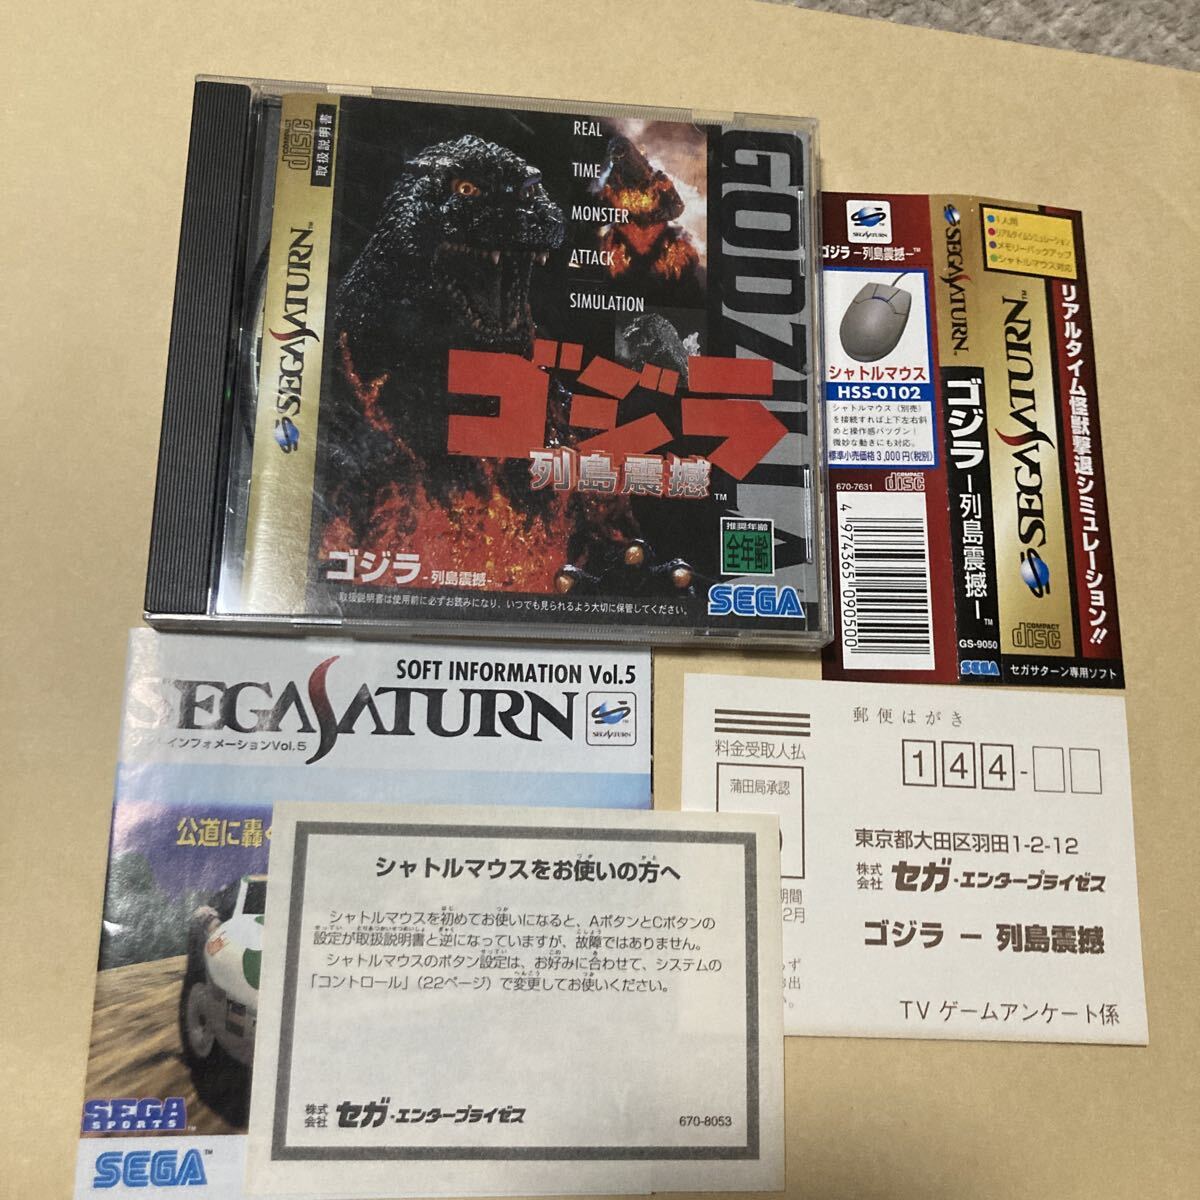 COMPACT
disc
取扱説明書
SEGA SATURN™
REAL
TIME
MONSTER
ATTACK
SIMULATION
GODZILLA
ゴジラ
列島震撼™
推奨年齢
全年齢
ゴジラ-列島震撼-
取扱説明書は使用前に必ずお読みになり、いつでも見られるよう大切に保管してください。
SEGA
SEGA SATURN
ゴジラ-列島震撼-™
シャトルマウス
HSS-0102
シャトルマウス(別売)
を接続すれば上下左右斜
めと操作感バツグン!
微妙な動きにも対応。
標準小売価格3,000円(税別)
670-7631
COMPACT
disc
4974365090500
SEGA SATURN™
ゴジラ-列島震撼-™
GS-9050
SEGA
1人用
リアルタイムシミュレーション
メモリーバックアップ
シャトルマウス対応
SEGA SATURN™
COMPACT
disc
セガサターン専用ソフト
リアルタイム怪獣撃退シミュレーション!!
SOFT INFORMATION Vol.5
SEGA SATURN
SEGA SATURN
インフォメーションVol.5
公道に轟く
SEGA
SPORTS™
SEGA™
シャトルマウスをお使いの方へ
シャトルマウスを初めてお使いになると、AボタンとCボタンの
設定が取扱説明書と逆になっていますが、故障ではありません。
シャトルマウスのボタン設定は、お好みに合わせて、システムの
「コントロール」(22ページ)で変更してお使いください。
株式会社 セガ・エンタープライゼス
670-8053
郵便はがき
料金受取人払
蒲田局承認
144-
期間
2月
東京都大田区羽田1-2-12
株式会社 セガ・エンタープライゼス
ゴジラ － 列島震撼
TV ゲームアンケート係